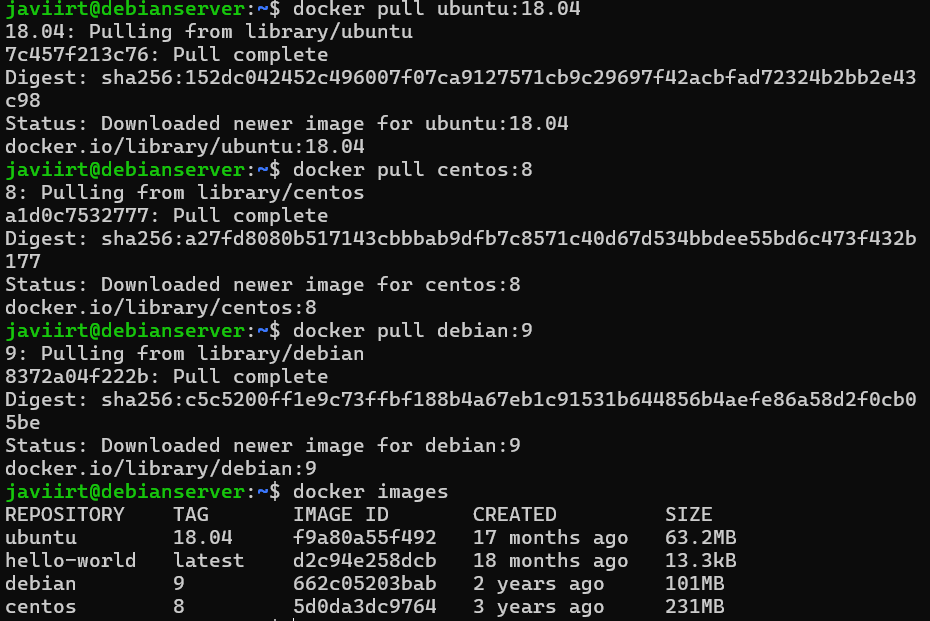 javiirt@debianserver:~$ docker pull ubuntu:18.04
18.04: Pulling from library/ubuntu
7c457f213c76: Pull complete
Digest: sha256:152dc042452c496007f07ca9127571cb9c29697f42acbfad72324b2bb2e43
c98
Status: Downloaded newer image for ubuntu:18.04
docker.io/library/ubuntu:18.04
javiirt@debianserver:~$ docker pull centos:8
8: Pulling from library/centos
a1d0c7532777: Pull complete
Digest: sha256:a27fd8080b517143cbbbab9dfb7c8571c40d67d534bbdee55bd6c473f432b
177
Status: Downloaded newer image for centos:8
docker.io/library/centos:8
javiirt@debianserver:~$ docker pull debian:9
9: Pulling from library/debian
8372a04f222b: Pull complete
Digest: sha256:c5c5200ff1e9c73ffbf188b4a67eb1c91531b644856b4aefe86a58d2f0cb0
5be
Status: Downloaded newer image for debian:9
docker.io/library/debian:9
javiirt@debianserver:~$ docker images
REPOSITORY    TAG       IMAGE ID       CREATED         SIZE
ubuntu        18.04     f9a80a55f492   17 months ago   63.2MB
hello-world   latest    d2c94e258dcb   18 months ago   13.3kB
debian        9         662c05203bab   2 years ago     101MB
centos        8         5d0da3dc9764   3 years ago     231MB